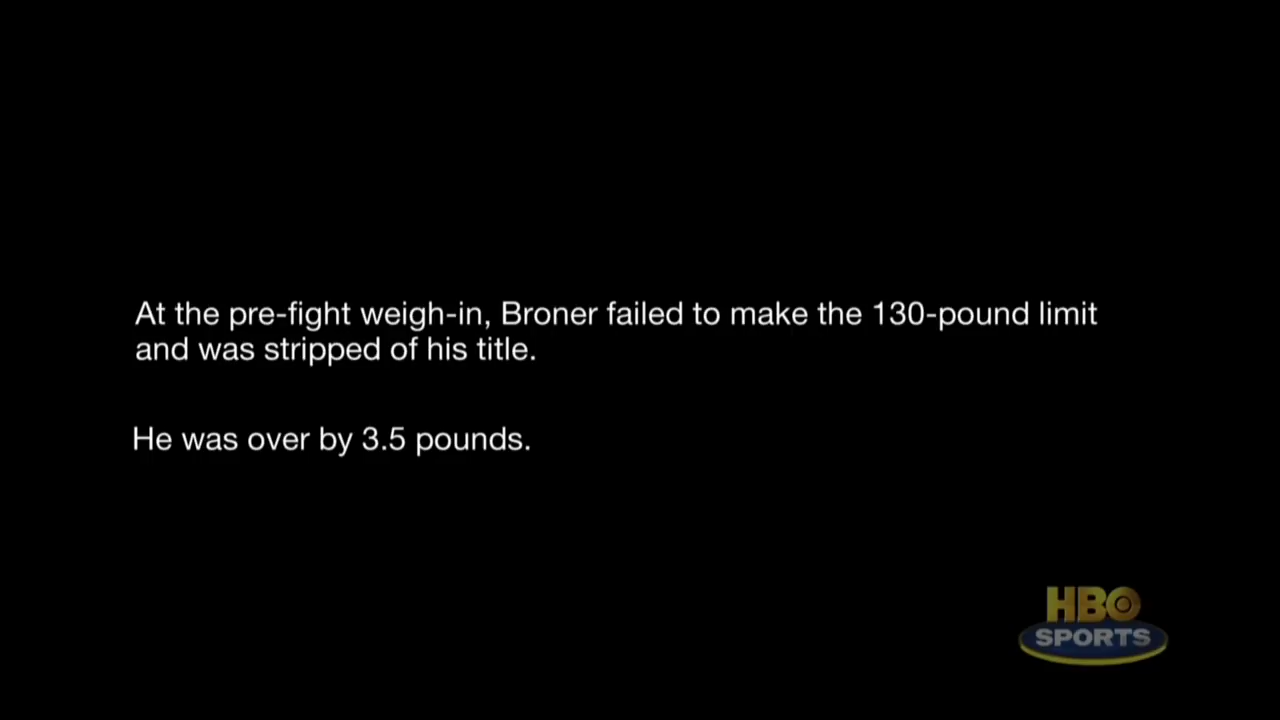 At the pre-fight weigh-in, Broner failed to make the 130-pound limit
and was stripped of his title.
He was over by 3.5 pounds.
HBO
SPORTS